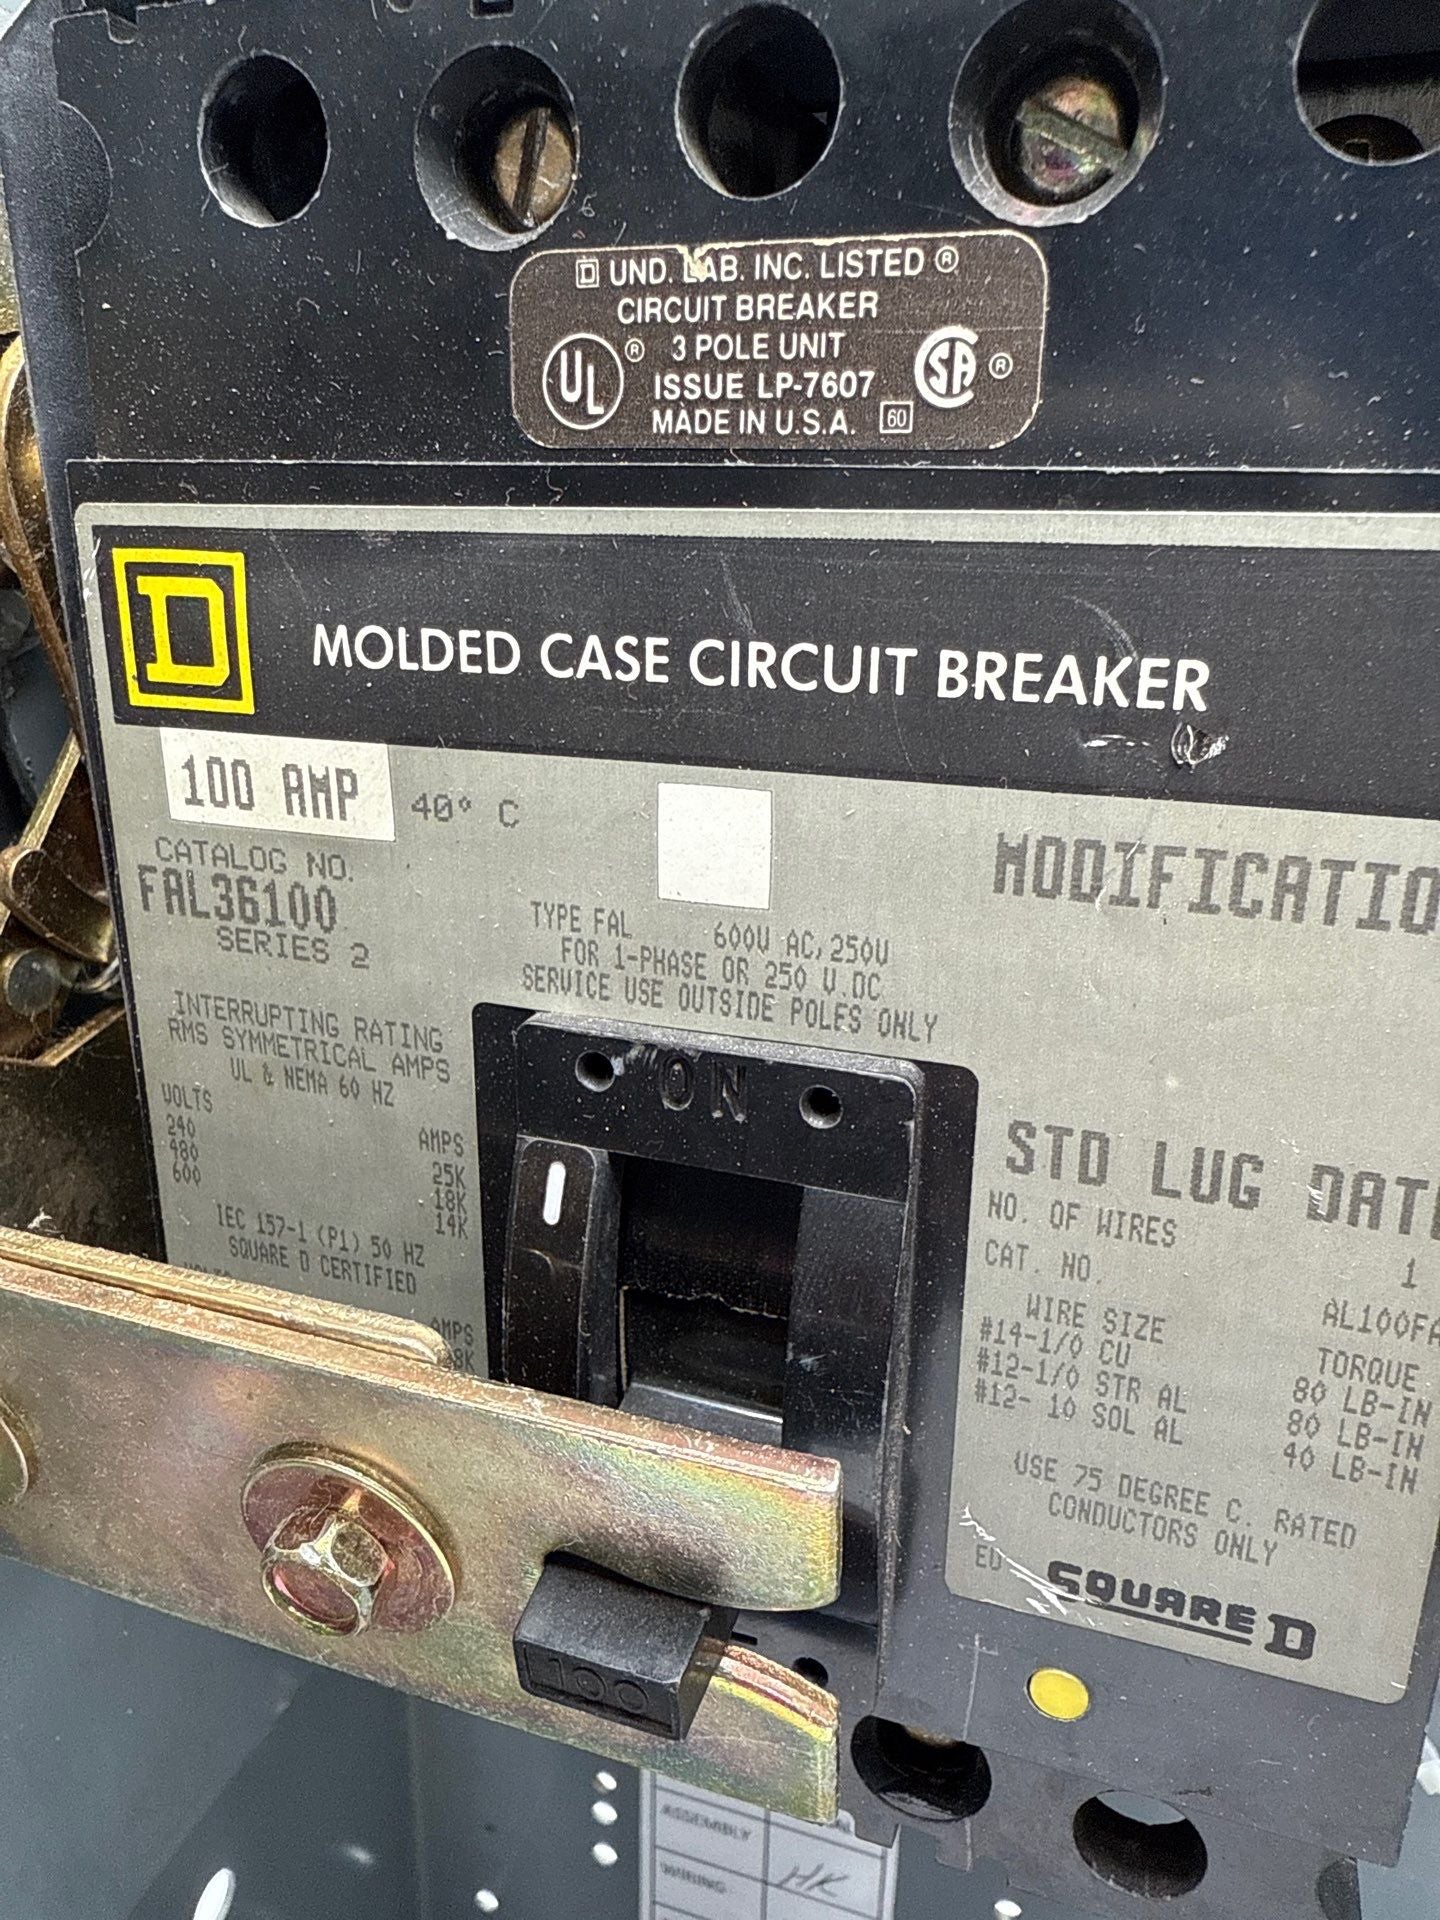 D UND. LAB. INC. LISTED ®
CIRCUIT BREAKER
UL ® 3 POLE UNIT SA ®
ISSUE LP-7607
MADE IN U.S.A. 60
D MOLDED CASE CIRCUIT BREAKER
100 AMP 40° C
CATALOG NO.
FAL36100
SERIES 2
TYPE FAL 600V AC, 250V
FOR 1-PHASE OR 250 V.DC
SERVICE USE OUTSIDE POLES ONLY
INTERRUPTING RATING
RMS SYMMETRICAL AMPS
UL & NEMA 60 HZ
VOLTS AMPS
240 25K
480 18K
600 14K
IEC 157-1 (P1) 50 HZ
SQUARE D CERTIFIED
AMPS
ON
100
MODIFICATIO
STD LUG DAT
NO. OF WIRES 1
CAT. NO. AL100FA
WIRE SIZE TORQUE
#14-1/0 CU 80 LB-IN
#12-1/0 STR AL 80 LB-IN
#12- 10 SOL AL 40 LB-IN
USE 75 DEGREE C. RATED
CONDUCTORS ONLY
ED SQUARE D
ASSEMBLY
WIRING HK